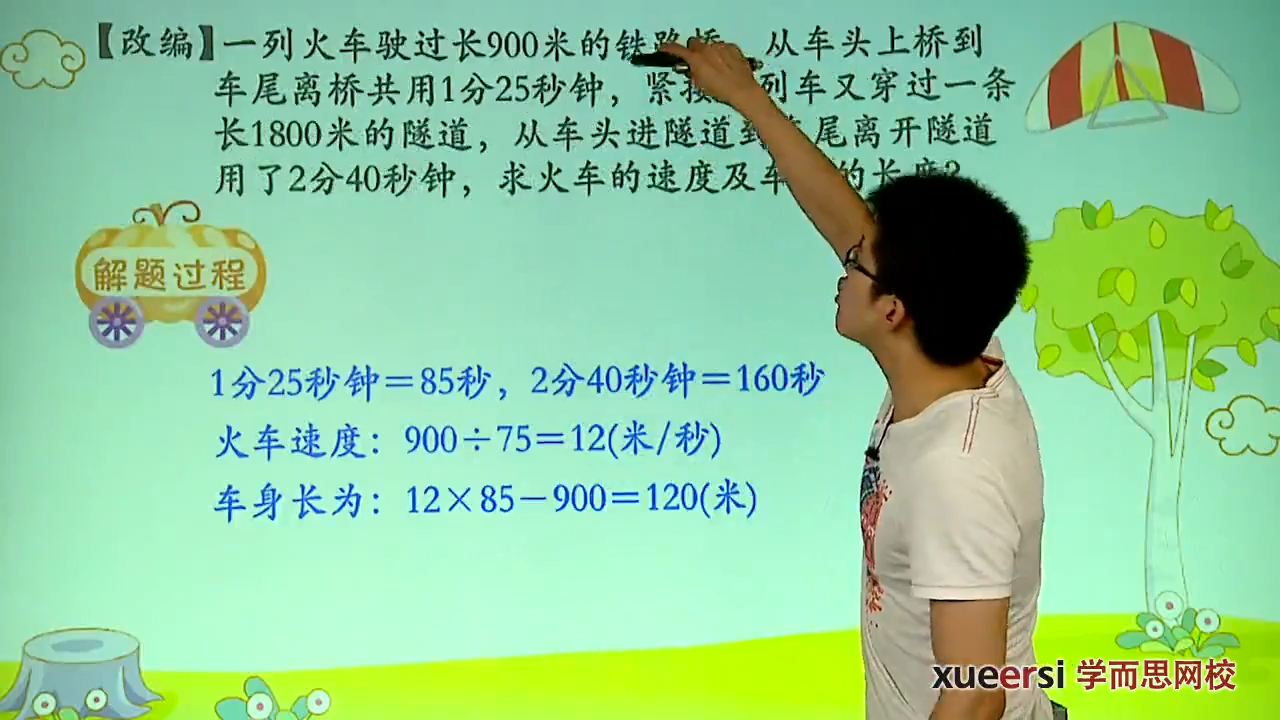 【改编】一列火车驶过长900米的铁路桥，从车头上桥到
车尾离桥共用1分25秒钟，紧接 列车又穿过一条
长1800米的隧道，从车头进隧道到 尾离开隧道
用了2分40秒钟，求火车的速度及车 的长度？
解题过程
1分25秒钟＝85秒，2分40秒钟＝160秒
火车速度：900÷75＝12(米/秒)
车身长为：12×85－900＝120(米)
xueersi 学而思网校